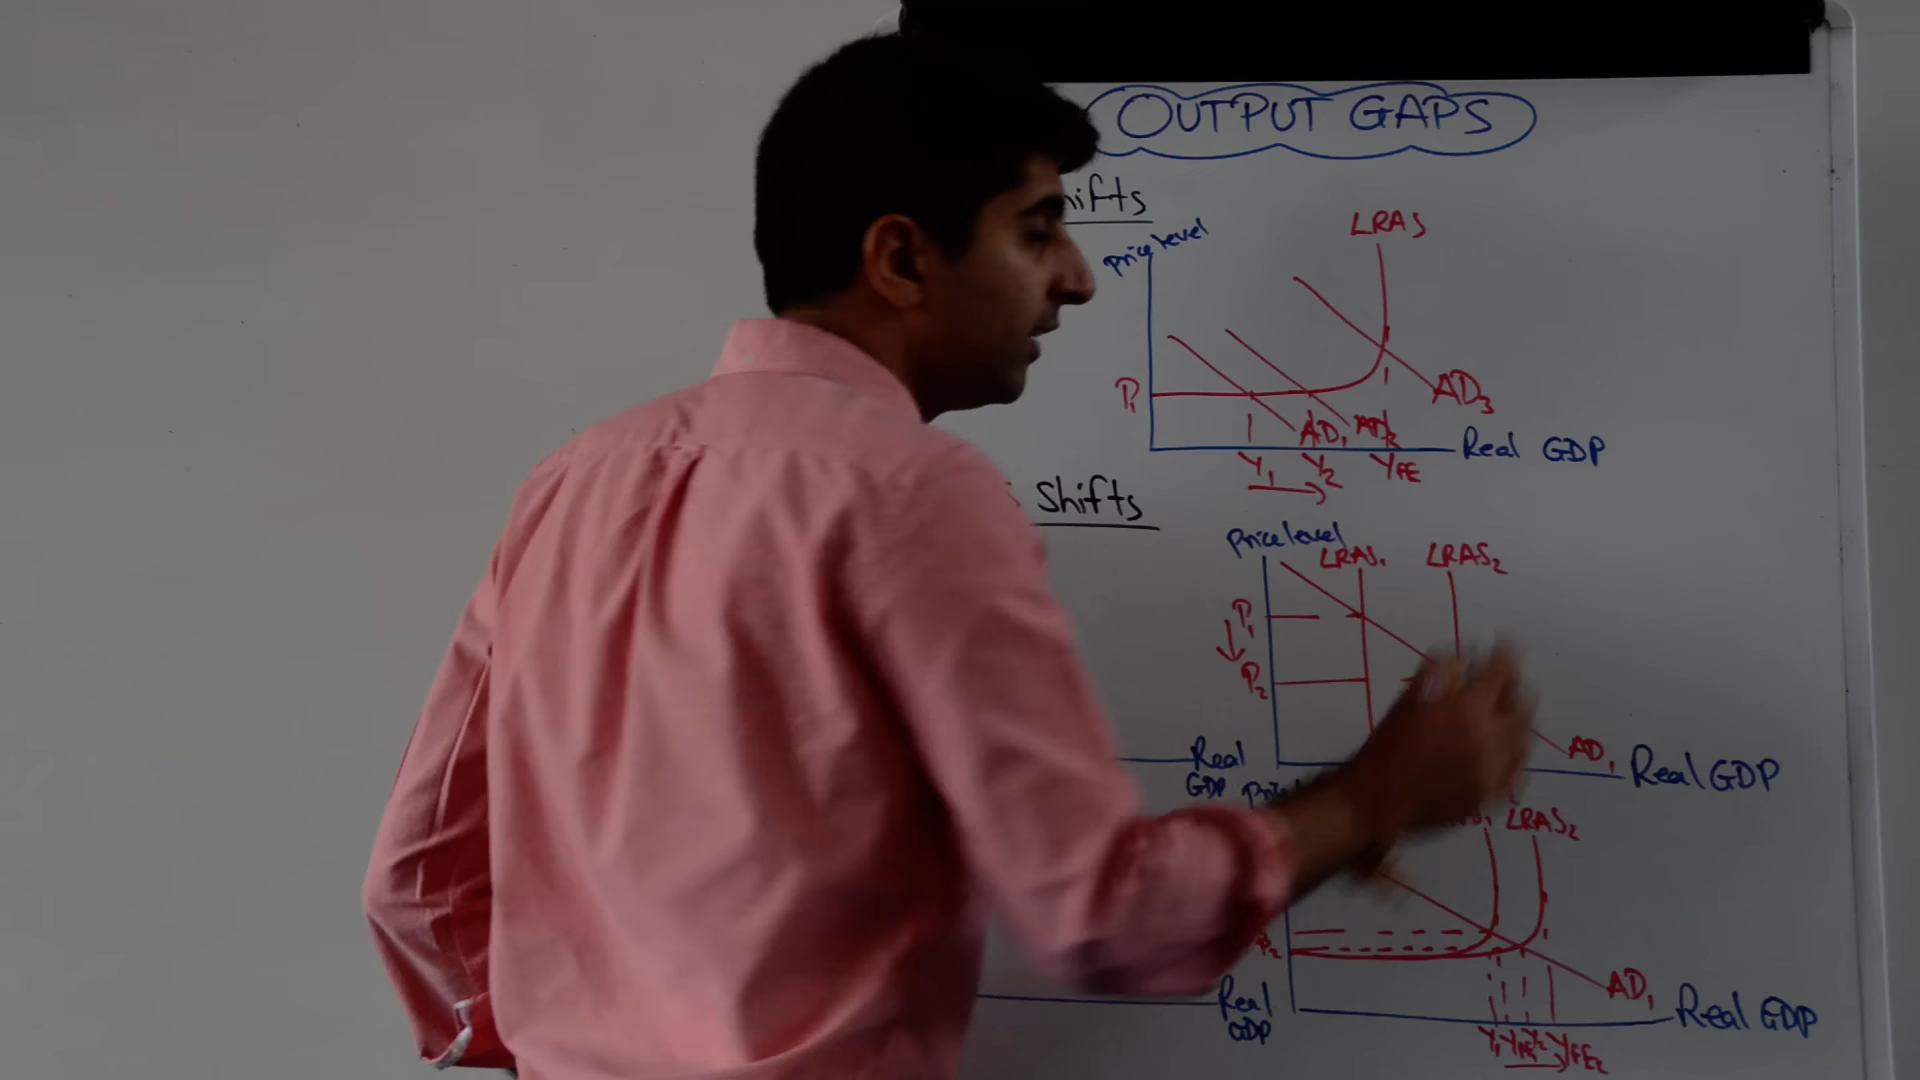 OUTPUT GAPS
hifts
price level
LRAS
P1
AD3
AD1
Real GDP
Y1 Y2 YFE
Shifts
Price level
LRAS1 LRAS2
P1
P2
AD1
Real GDP
Real
GDP
LRAS2
P2
AD1
Real GDP
Real
GDP
YFE2